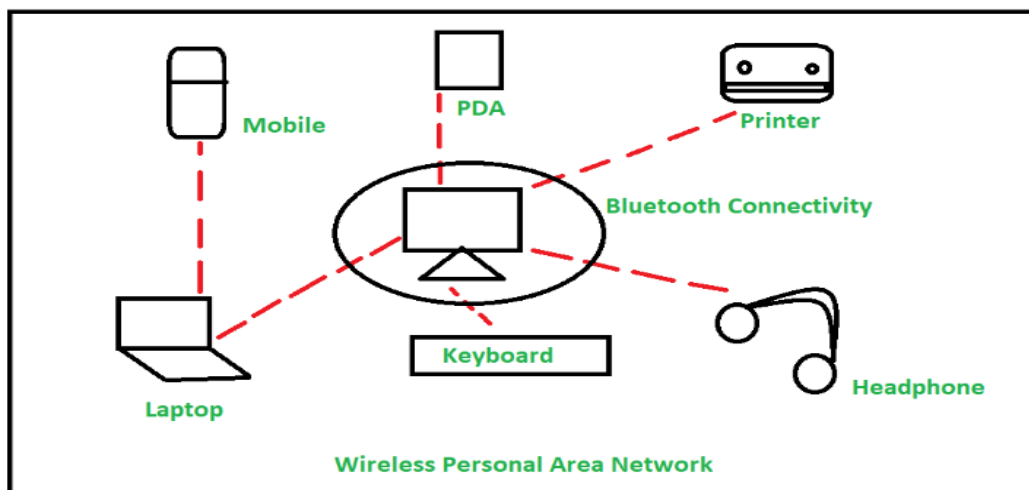 PDA
Mobile
Printer
Bluetooth Connectivity
Keyboard
Laptop
Headphone
Wireless Personal Area Network